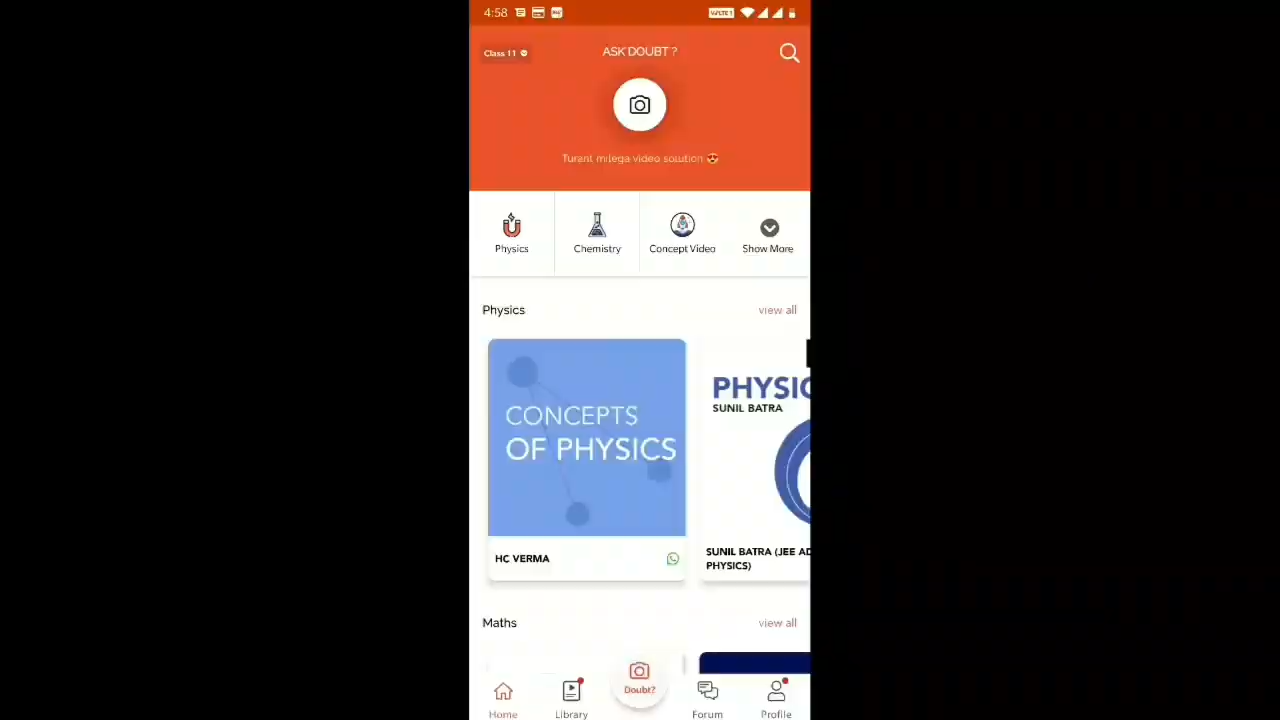 4:58
VoLTE 1
Class 11
ASK DOUBT ?
Turant milega video solution 😍
Physics
Chemistry
Concept Video
Show More
Physics
view all
CONCEPTS
OF PHYSICS
HC VERMA
PHYSIC
SUNIL BATRA
SUNIL BATRA (JEE AD
PHYSICS)
Maths
view all
Doubt?
Home
Library
Forum
Profile